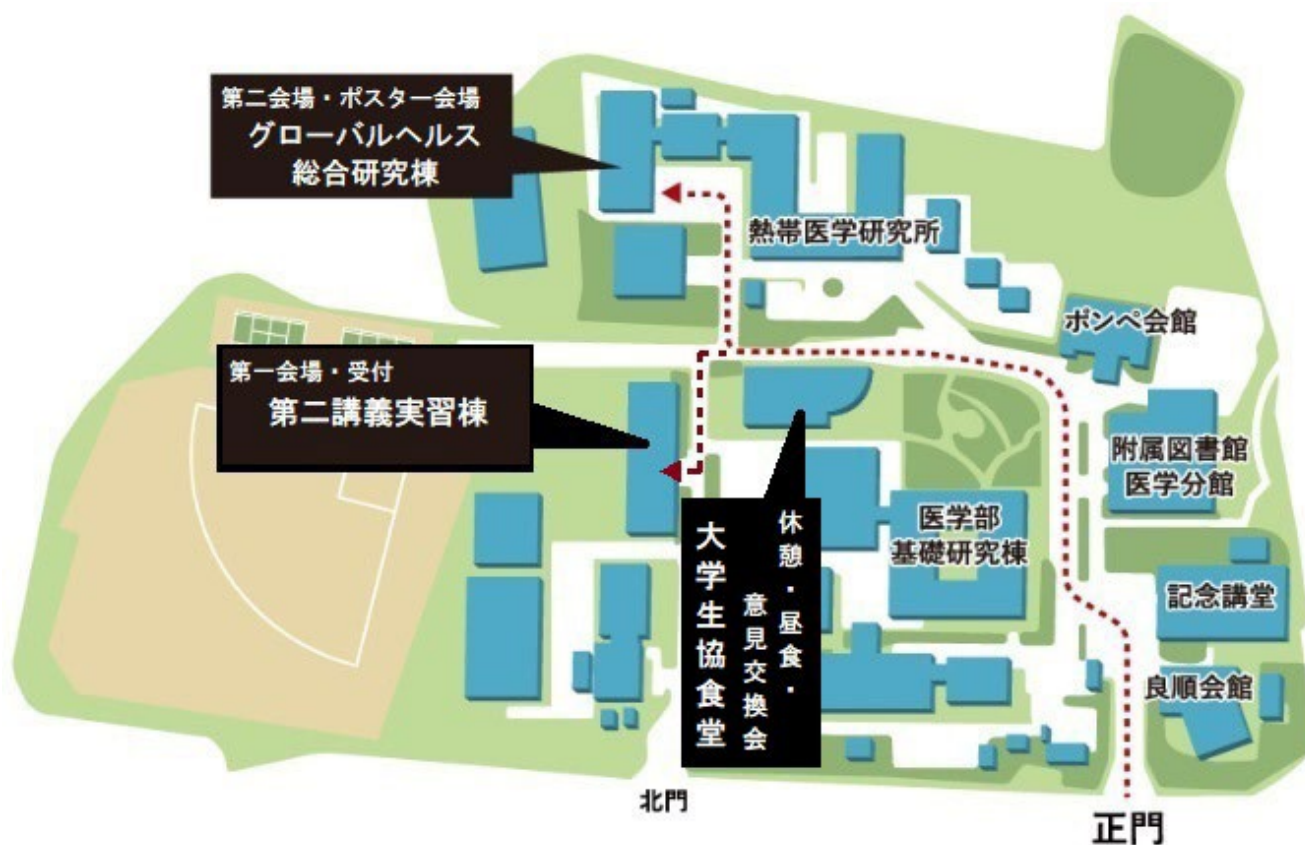 第二会場・ポスター会場
グローバルヘルス
総合研究棟
熱帯医学研究所
ポンペ会館
第一会場・受付
第二講義実習棟
附属図書館
医学分館
休憩・昼食・
意見交換会
大学生協食堂
医学部
基礎研究棟
記念講堂
良順会館
北門
正門